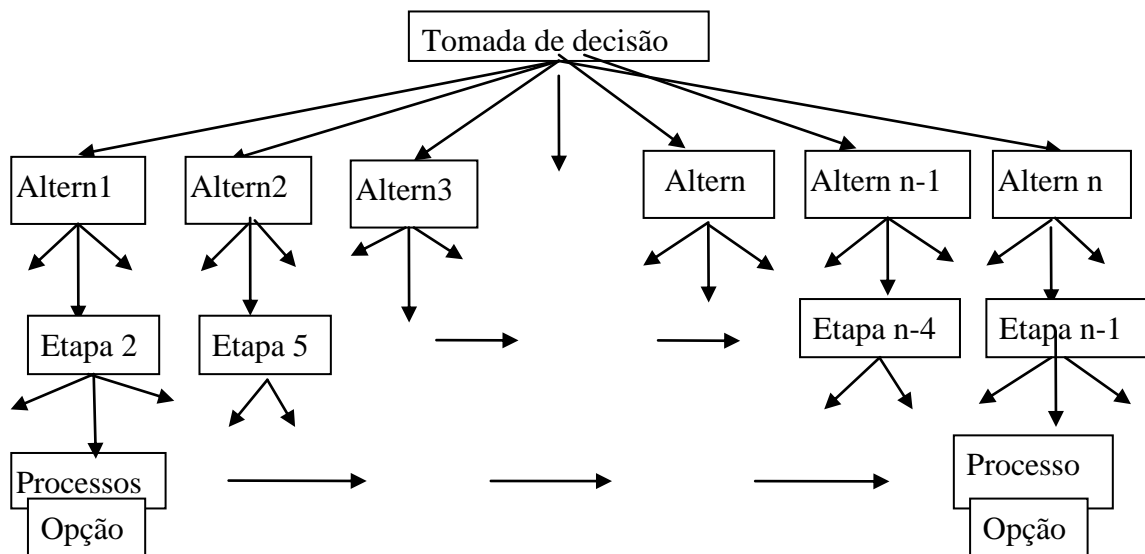 Tomada de decisão
Altern1
Altern2
Altern3
Altern
Altern n-1
Altern n
Etapa 2
Etapa 5
Etapa n-4
Etapa n-1
Processos
Processo
Opção
Opção